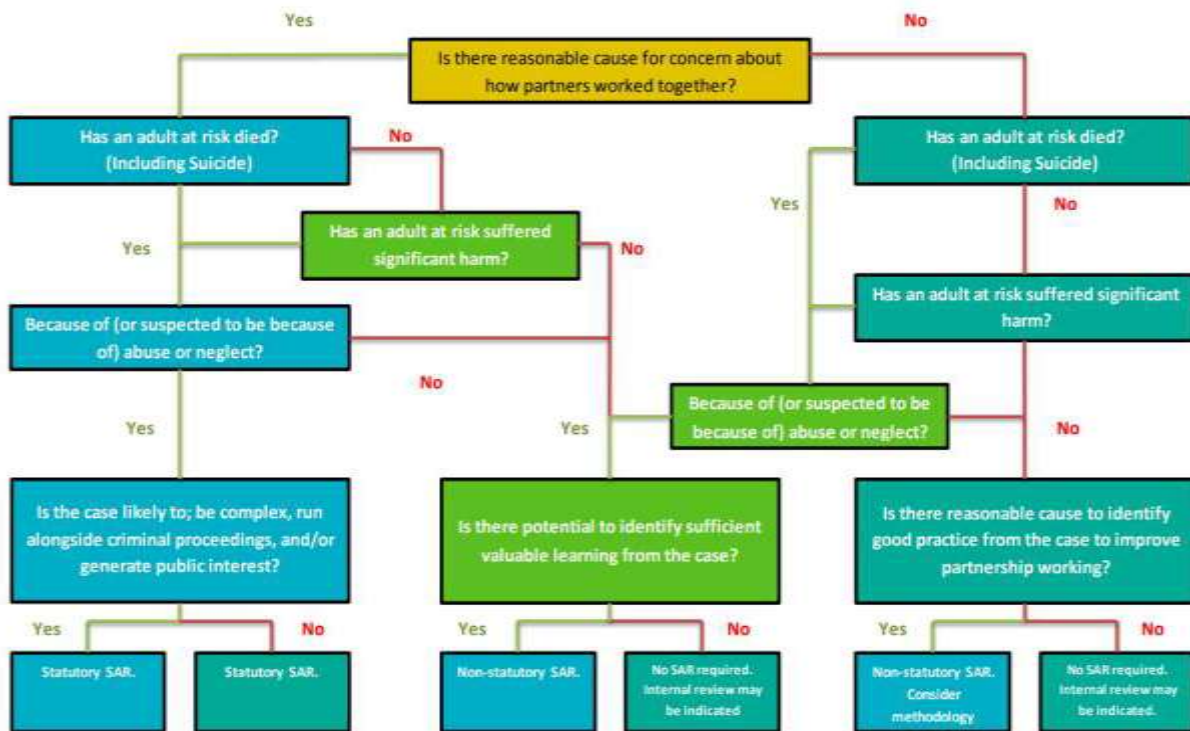 Yes
No
Is there reasonable cause for concern about
how partners worked together?
Has an adult at risk died?
(Including Suicide)
No
Has an adult at risk died?
(Including Suicide)
Yes
No
Yes
Has an adult at risk suffered
significant harm?
No
Has an adult at risk suffered significant
harm?
Because of (or suspected to be because
of) abuse or neglect?
No
Because of (or suspected to be
because of) abuse or neglect?
Yes
Yes
No
Is the case likely to; be complex, run
alongside criminal proceedings, and/or
generate public interest?
Is there potential to identify sufficient
valuable learning from the case?
Is there reasonable cause to identify
good practice from the case to improve
partnership working?
Yes
No
Yes
No
Yes
No
Statutory SAR.
Statutory SAR.
Non-statutory SAR.
No SAR required.
Internal review may
be indicated
Non-statutory SAR.
Consider
methodology
No SAR required.
Internal review may
be indicated.